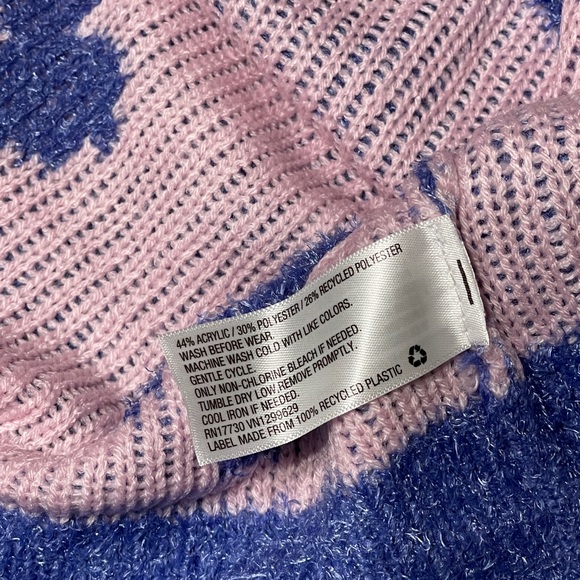 44% ACRYLIC / 30% POLYESTER / 26% RECYCLED POLYESTER
WASH BEFORE WEAR.
MACHINE WASH COLD WITH LIKE COLORS.
GENTLE CYCLE.
ONLY NON-CHLORINE BLEACH IF NEEDED.
TUMBLE DRY LOW, REMOVE PROMPTLY.
COOL IRON IF NEEDED.
RN17730 VN1299629
LABEL MADE FROM 100% RECYCLED PLASTIC